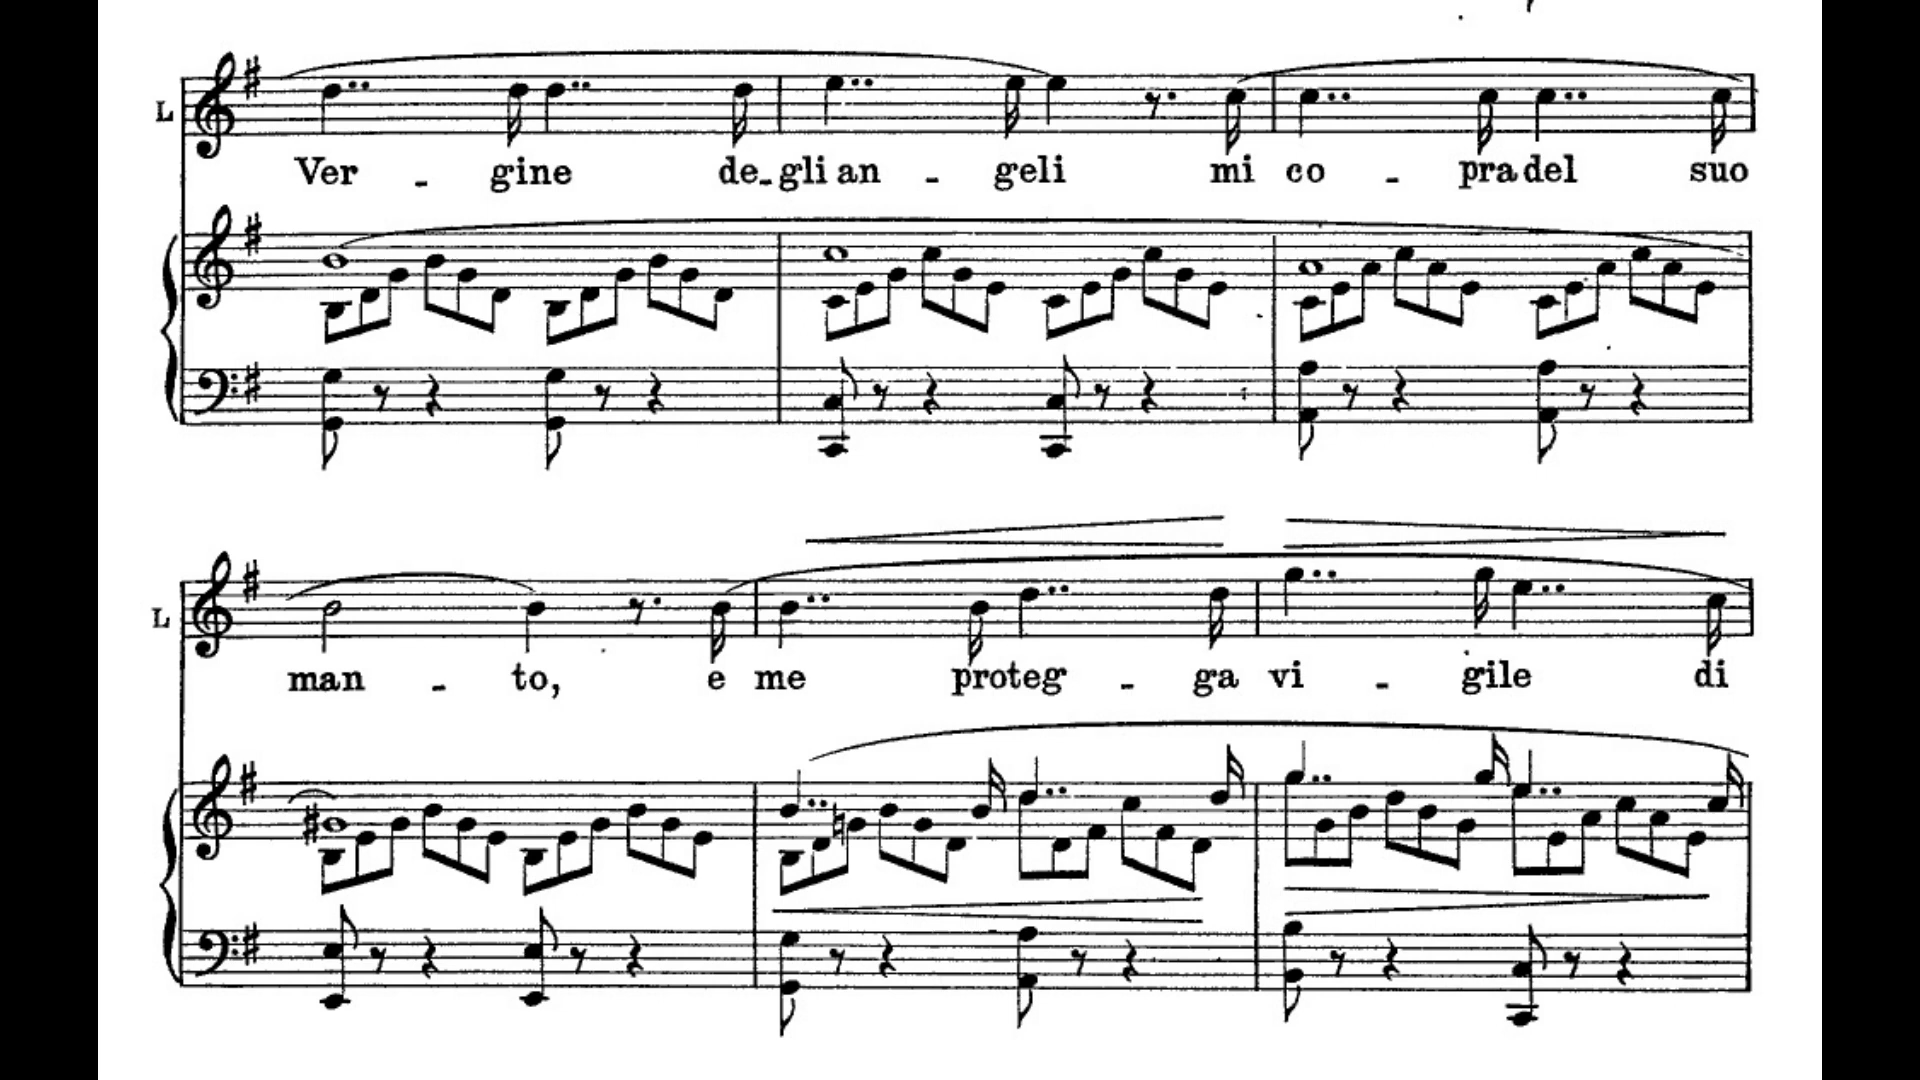 L
Ver - gine de-gli an - geli mi co - pra del suo
L
man - to, e me proteg - ga vi - gile di